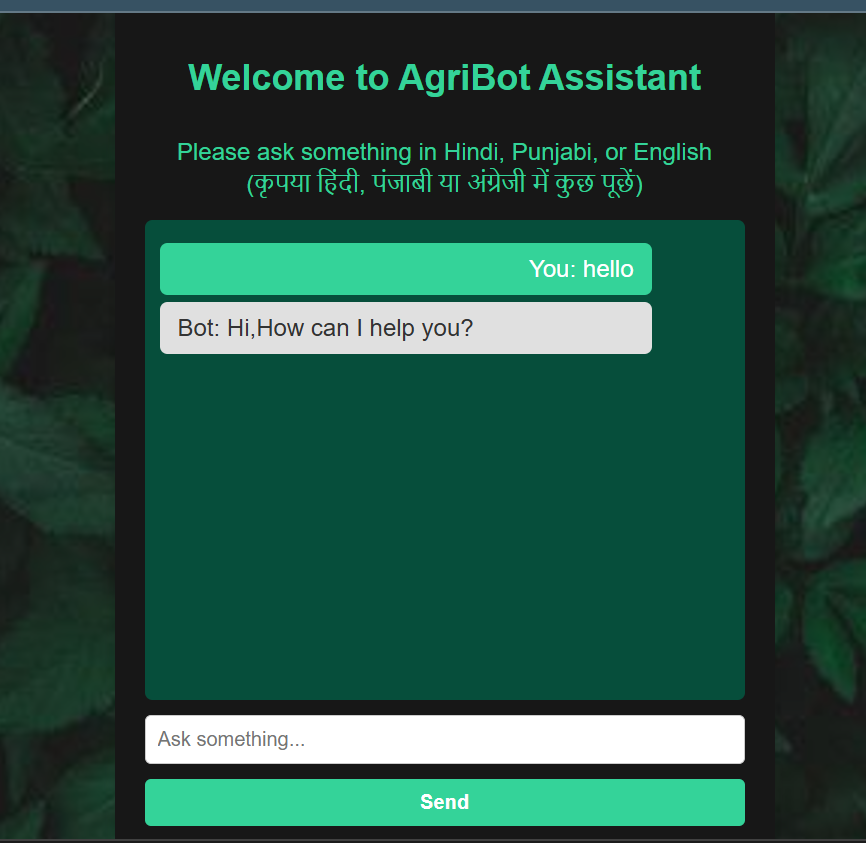 Welcome to AgriBot Assistant
Please ask something in Hindi, Punjabi, or English
(कृपया हिंदी, पंजाबी या अंग्रेजी में कुछ पूछें)
You: hello
Bot: Hi,How can I help you?
Ask something...
Send